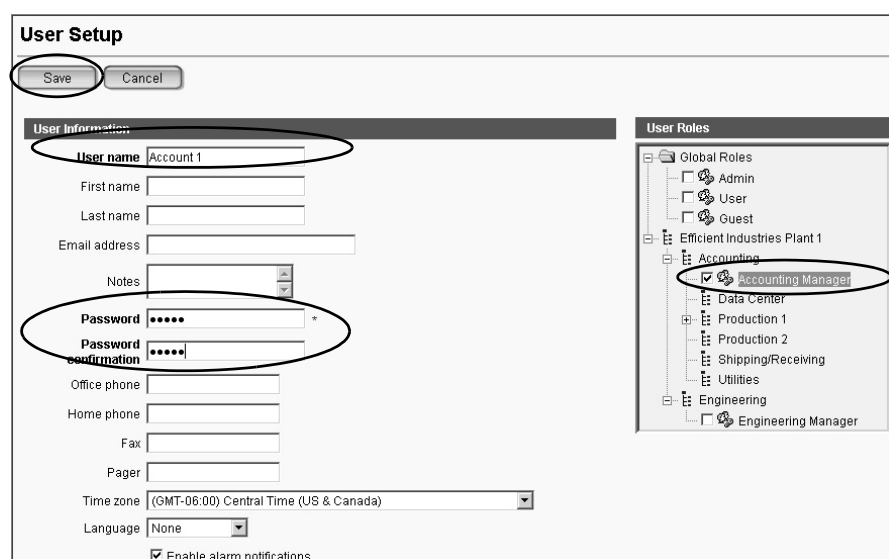 User Setup
Save Cancel
User Information
User name Account 1
First name
Last name
Email address
Notes
Password ••••• *
Password
confirmation •••••
Office phone
Home phone
Fax
Pager
Time zone (GMT-06:00) Central Time (US & Canada)
Language None
Enable alarm notifications
User Roles
Global Roles
Admin
User
Guest
Efficient Industries Plant 1
Accounting
Accounting Manager
Data Center
Production 1
Production 2
Shipping/Receiving
Utilities
Engineering
Engineering Manager